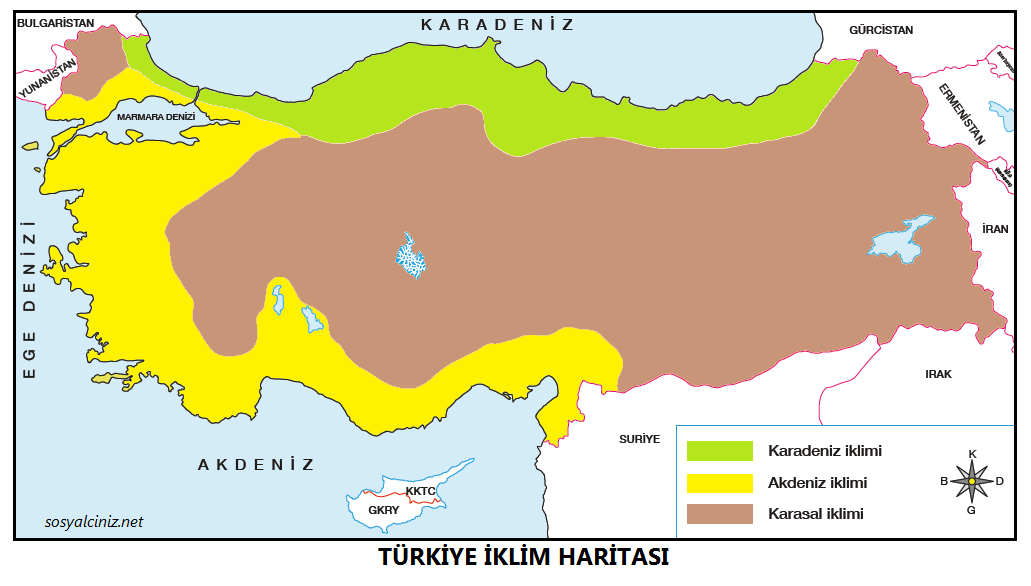 BULGARİSTAN
KARADENİZ
GÜRCİSTAN
YUNANİSTAN
MARMARA DENİZİ
ERMENİSTAN
EGE DENİZİ
İRAN
IRAK
SURİYE
AKDENİZ
KKTC
GKRY
Karadeniz iklimi
Akdeniz iklimi
Karasal iklimi
K
B
D
G
sosyalciniz.net
TÜRKİYE İKLİM HARİTASI